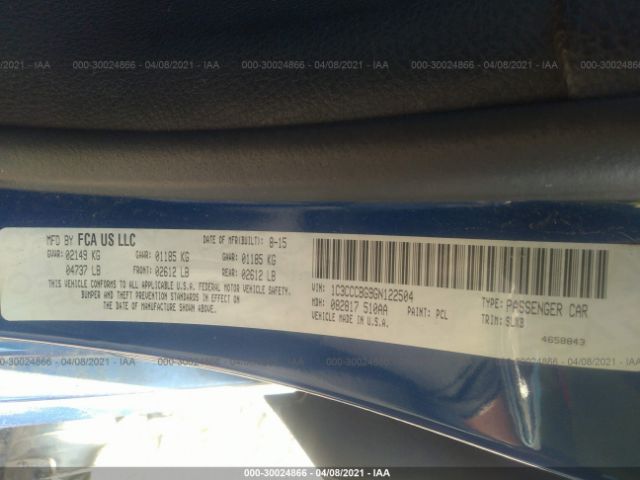 000-30024866 - 04/08/2021 - IAA
MFD BY FCA US LLC DATE OF MFR(BUILT): 8-15
GVWR: 02149 KG GAWR: 01185 KG GAWR: 01185 KG
04737 LB FRONT: 02612 LB REAR: 02612 LB
THIS VEHICLE CONFORMS TO ALL APPLICABLE U.S.A. FEDERAL MOTOR VEHICLE SAFETY,
BUMPER AND THEFT PREVENTION STANDARDS IN EFFECT ON
THE DATE OF MANUFACTURE SHOWN ABOVE.
VIN: 1C3CCCBG9GN122504 TYPE: PASSENGER CAR
MDH: 082817 510AA PAINT: PCL TRIM: SLX3
VEHICLE MADE IN U.S.A.
4658843
000-30024866 - 04/08/2021 - IAA